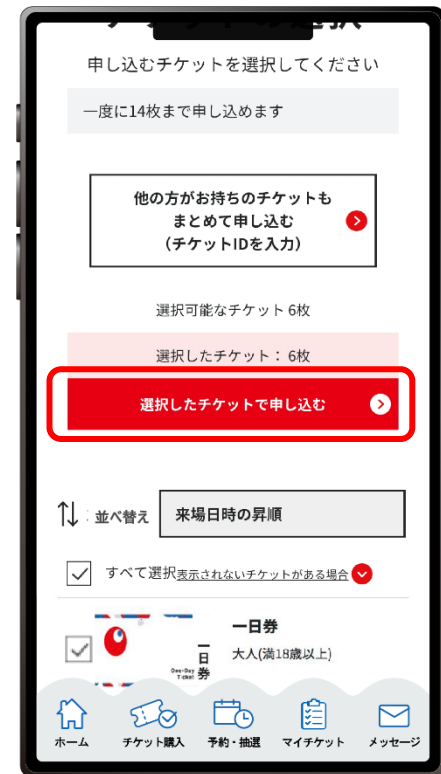 申し込むチケットを選択してください
一度に14枚まで申し込めます
他の方がお持ちのチケットも
まとめて申し込む
(チケットIDを入力)
選択可能なチケット 6枚
選択したチケット： 6枚
選択したチケットで申し込む
並べ替え 来場日時の昇順
すべて選択 表示されないチケットがある場合
一日券
大人(満18歳以上)
One-Day
Ticket
一日券
ホーム チケット購入 予約・抽選 マイチケット メッセージ